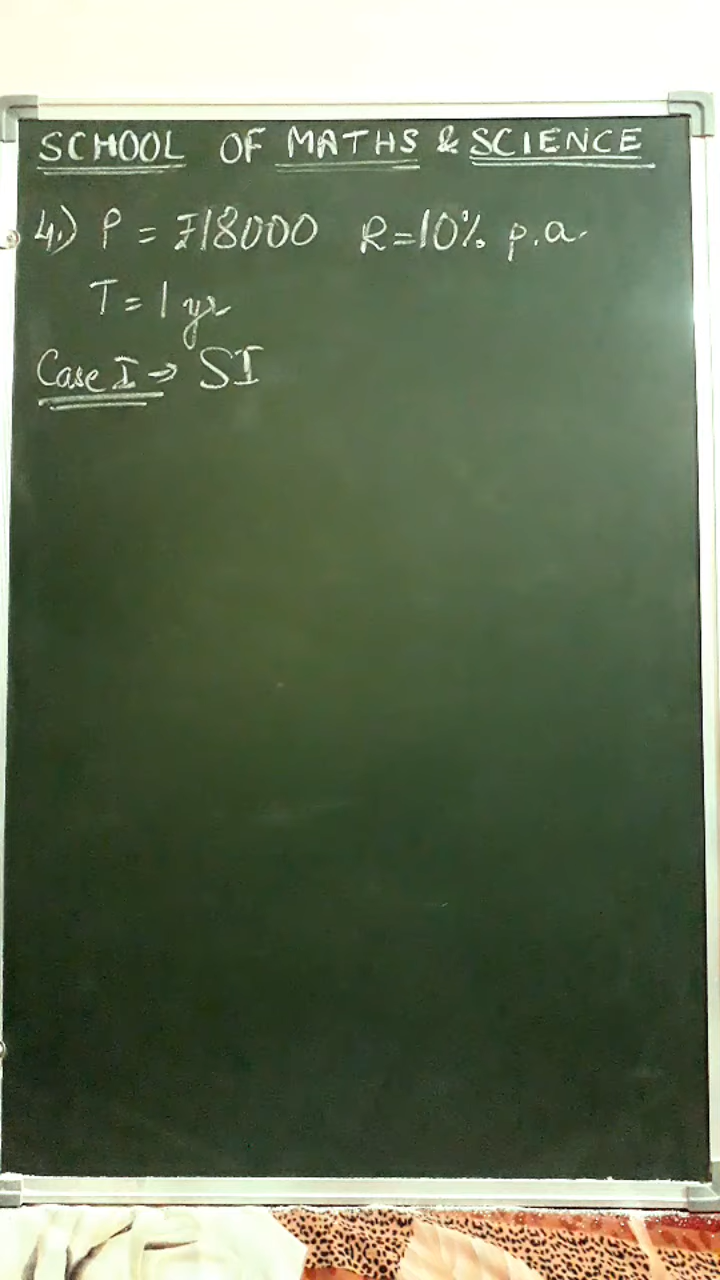 SCHOOL OF MATHS & SCIENCE
4.) P = ₹18000 R=10% p.a.
T = 1 yr
Case I → SI